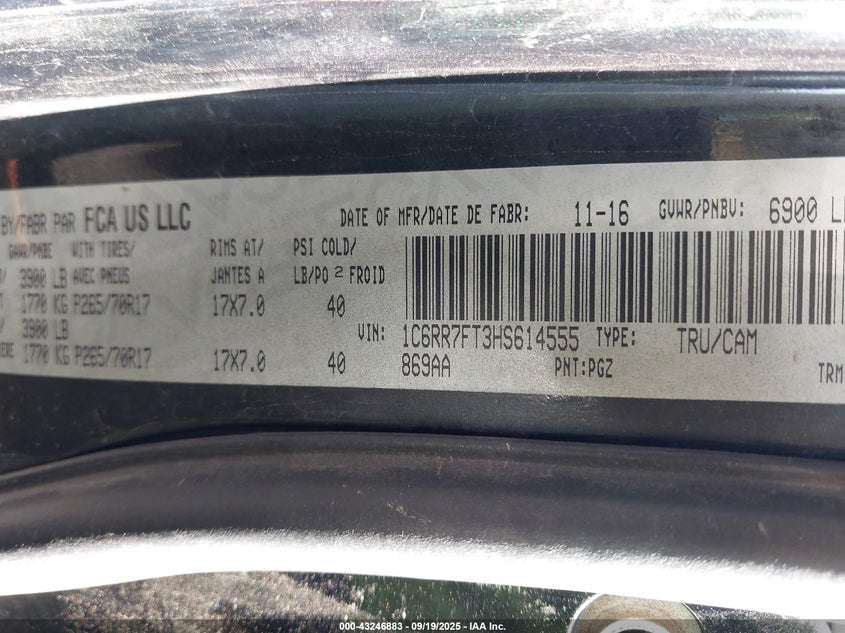 BY/FABR PAR FCA US LLC DATE OF MFR/DATE DE FABR: 11-16 GVWR/PNBV: 6900
GAWR/PNBE WITH TIRES/ RIMS AT/ PSI COLD/
3900 LB AVEC PNEUS JANTES A LB/PO 2 FROID
1770 KG P265/70R17 17X7.0 40
3900 LB VIN: 1C6RR7FT3HS614555 TYPE: TRU/CAM
1770 KG P265/70R17 17X7.0 40 869AA PNT:PGZ
TRM
000-43246883 - 09/19/2025 - IAA Inc.